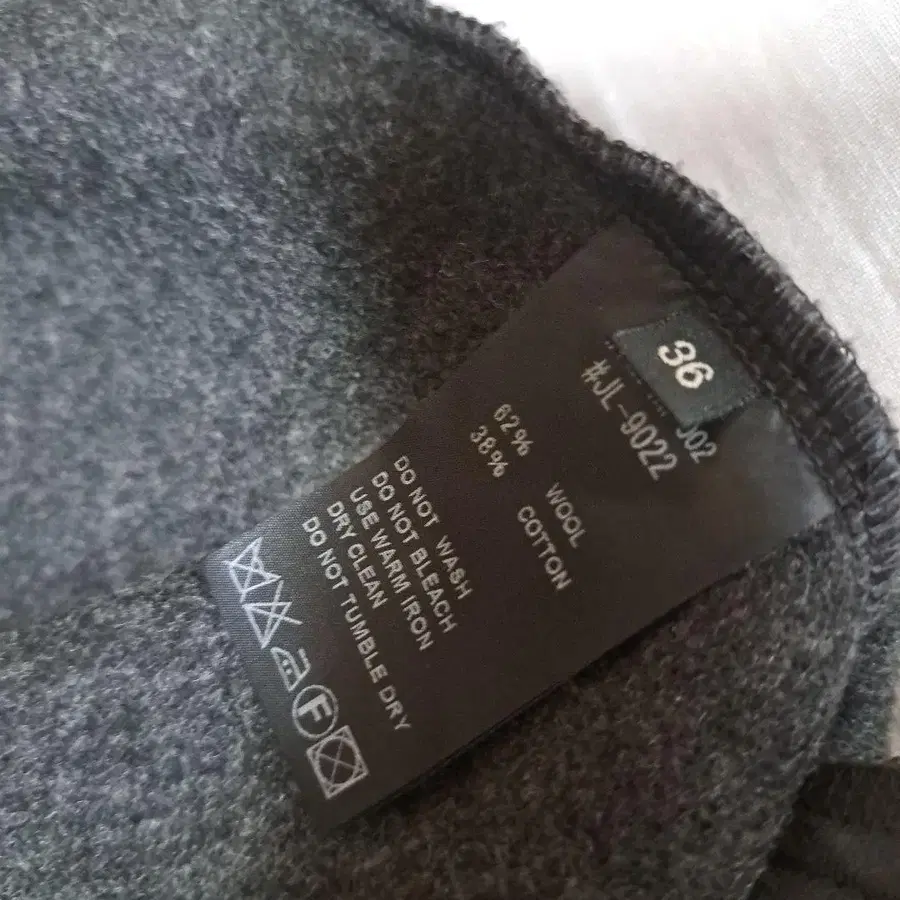 36
02
#JL-9022
62% WOOL
38% COTTON
DO NOT WASH
DO NOT BLEACH
USE WARM IRON
DRY CLEAN
DO NOT TUMBLE DRY
F